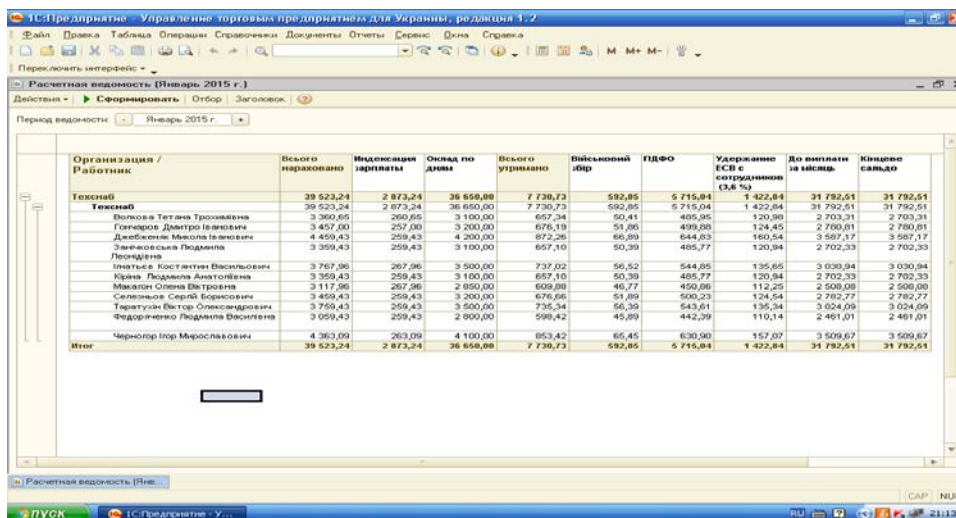 1С:Предприятие - Управление торговым предприятием для Украины, редакция 1.2
Файл Правка Таблица Операции Справочники Документы Отчеты Сервис Окна Справка
M M+ M-
Переключить интерфейс
Расчетная ведомость (Январь 2015 г.)
Действия Сформировать Отбор Заголовок
Период ведомости: - Январь 2015 г. +
Организация / Работник Всього нараховано Индексация зарплаты Оклад по дням Всього утримано Військовий збір ПДФО Удержание ЕСВ с сотрудников (3,6 %) До виплати за місяць Кінцеве сальдо
Техснаб 39 523,24 2 873,24 36 650,00 7 730,73 592,85 5 715,04 1 422,84 31 792,51 31 792,51
Техснаб 39 523,24 2 873,24 36 650,00 7 730,73 592,85 5 715,04 1 422,84 31 792,51 31 792,51
Волкова Тетяна Трохимівна 3 360,65 260,65 3 100,00 657,34 50,41 485,95 120,98 2 703,31 2 703,31
Гончаров Дмитро Іванович 3 457,00 257,00 3 200,00 676,19 51,86 499,88 124,45 2 780,81 2 780,81
Джебженяк Микола Іванович 4 459,43 259,43 4 200,00 872,26 66,89 644,83 160,54 3 587,17 3 587,17
Людмила 3 359,43 259,43 3 100,00 657,10 50,39 485,77 120,94 2 702,33 2 702,33
Леонідівна
Ігнатьєв Костянтин Васильович 3 767,96 267,96 3 500,00 737,02 56,52 544,85 135,65 3 030,94 3 030,94
Кіріна Людмила Анатоліївна 3 359,43 259,43 3 100,00 657,10 50,39 485,77 120,94 2 702,33 2 702,33
Макагон Олена Вікторовна 3 117,96 267,96 2 850,00 609,88 46,77 450,86 112,25 2 508,08 2 508,08
Селезньов Сергій Борисович 3 459,43 259,43 3 200,00 676,66 51,89 500,23 124,54 2 782,77 2 782,77
Таратухін Віктор Олександрович 3 759,43 259,43 3 500,00 735,34 56,39 543,61 135,34 3 024,09 3 024,09
Федоряченко Людмила Василівна 3 059,43 259,43 2 800,00 598,42 45,89 442,39 110,14 2 461,01 2 461,01
Черногор Ігор Мирославович 4 363,09 263,09 4 100,00 853,42 65,45 630,90 157,07 3 509,67 3 509,67
Итог 39 523,24 2 873,24 36 650,00 7 730,73 592,85 5 715,04 1 422,84 31 792,51 31 792,51
Расчетная ведомость (Янв...
CAP NU
пуск 1С:Предприятие - У... RU 21:13